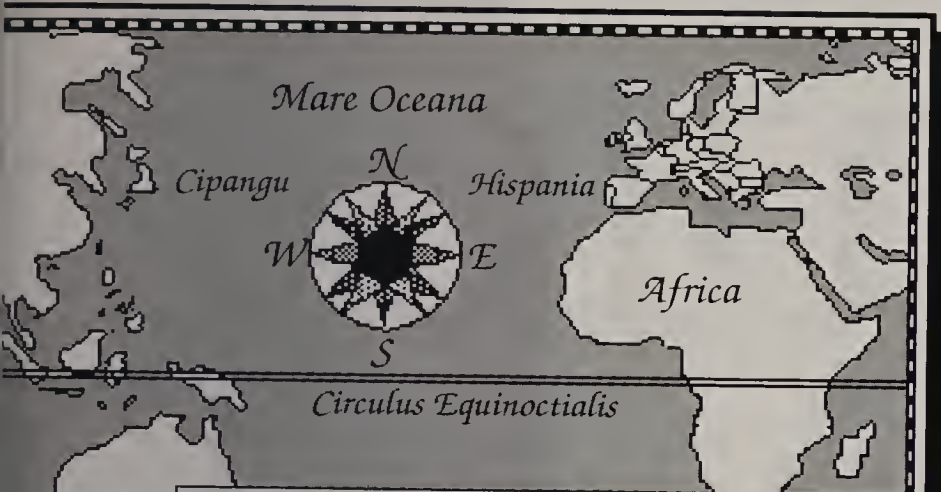 Mare Oceana
N
Cipangu
Hispania
W
E
Africa
S
Circulus Equinoctialis